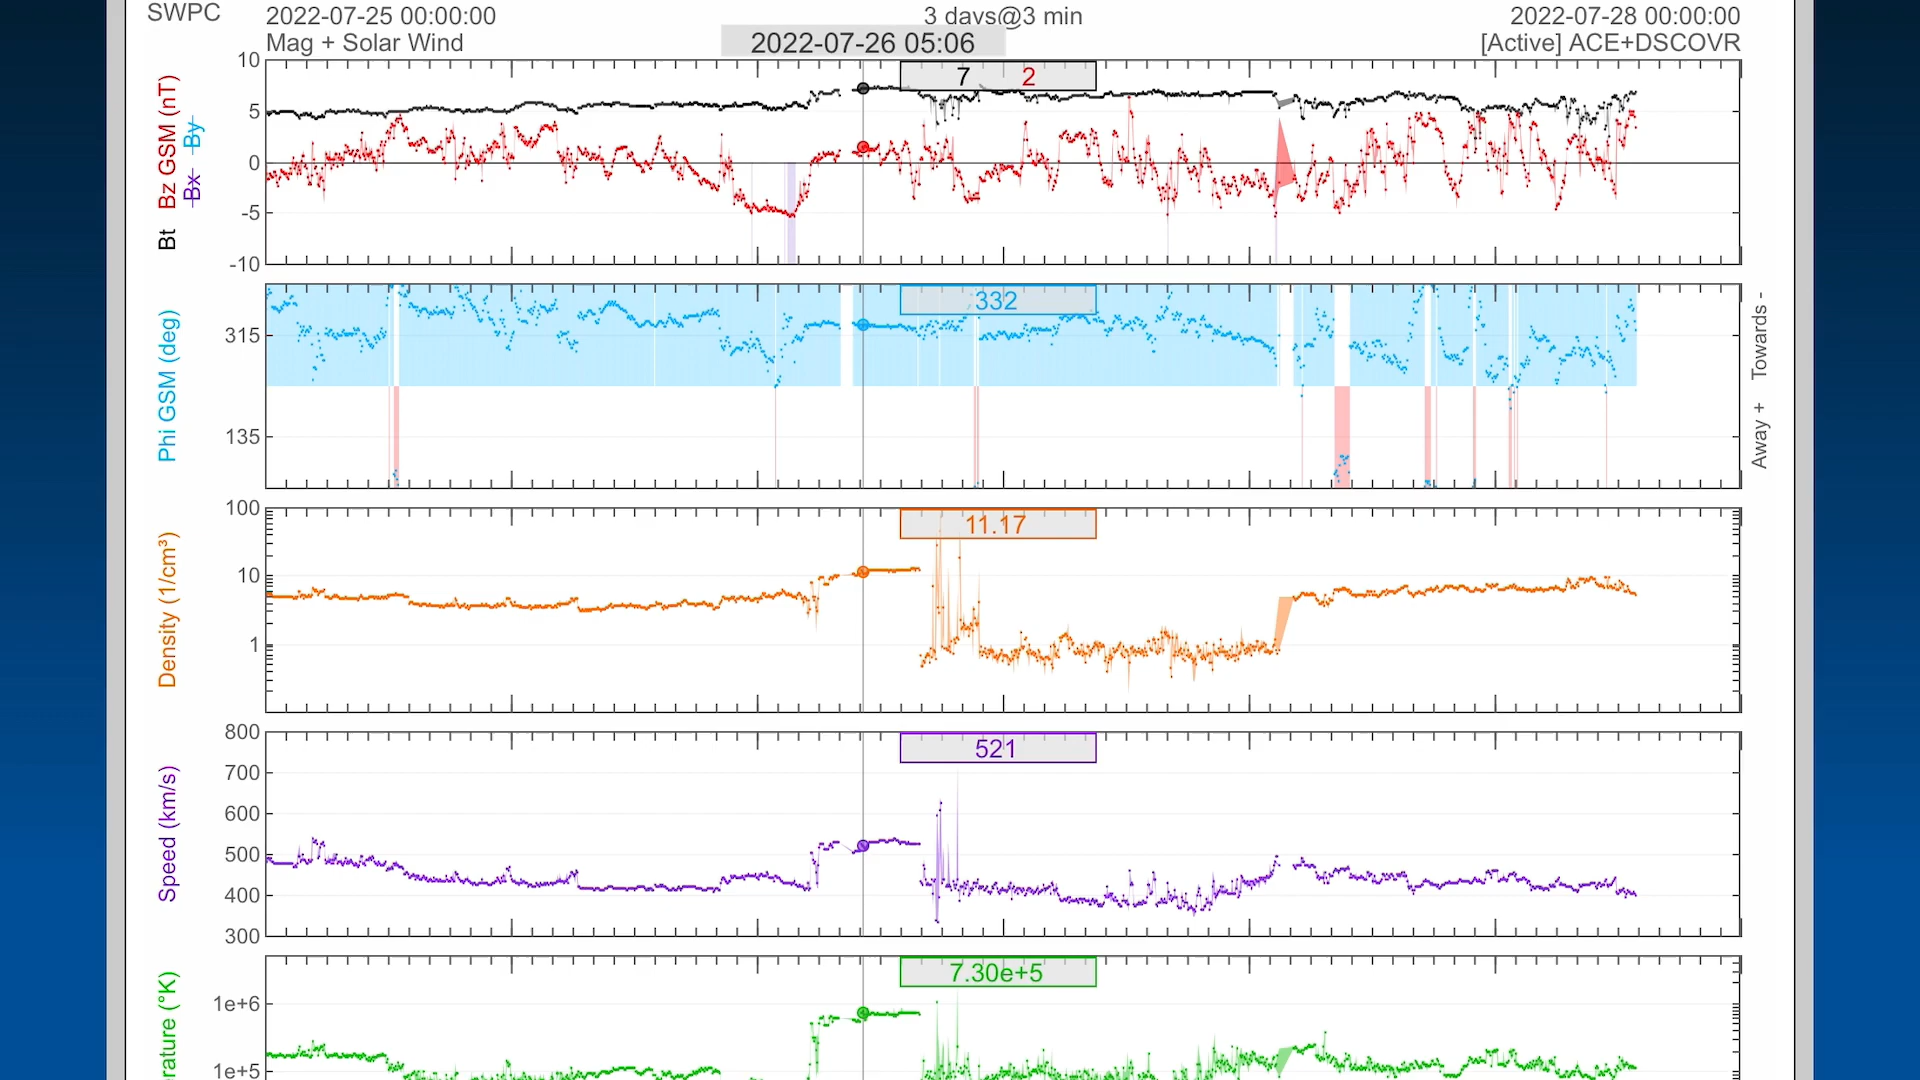 SWPC
2022-07-25 00:00:00
3 days@3 min
2022-07-28 00:00:00
Mag + Solar Wind
2022-07-26 05:06
[Active] ACE+DSCOVR
Bt Bz GSM (nT)
Bx By
10
5
0
-5
-10
7 2
Phi GSM (deg)
315
135
332
Away + Towards -
Density (1/cm³)
100
10
1
11.17
Speed (km/s)
800
700
600
500
400
300
521
rature (°K)
1e+6
1e+5
7.30e+5